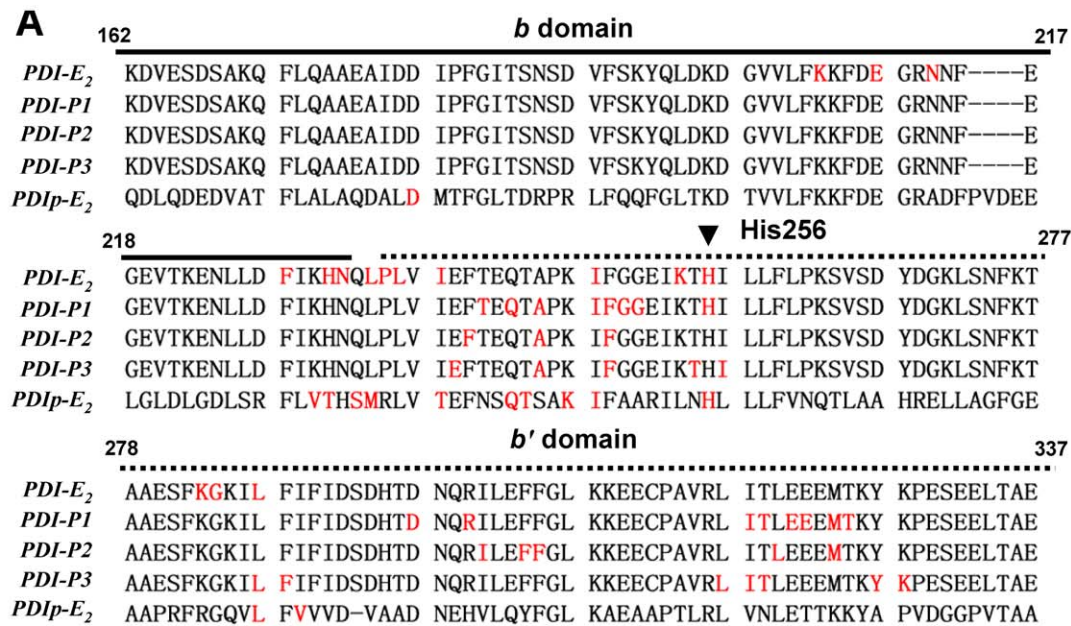 A
b domain
162 217
PDI-E2 KDVESDSAKQ FLQAAEAIDD IPFGITSNSD VFSKYQLDKD GVVLFKKFDE GRNNF----E
PDI-P1 KDVESDSAKQ FLQAAEAIDD IPFGITSNSD VFSKYQLDKD GVVLFKKFDE GRNNF----E
PDI-P2 KDVESDSAKQ FLQAAEAIDD IPFGITSNSD VFSKYQLDKD GVVLFKKFDE GRNNF----E
PDI-P3 KDVESDSAKQ FLQAAEAIDD IPFGITSNSD VFSKYQLDKD GVVLFKKFDE GRNNF----E
PDIp-E2 QDLQDEDVAT FLALAQDALD MTFGLTDRPR LFQQFGLTKD TVVLFKKFDE GRADFPVDEE
▼ His256
218 277
PDI-E2 GEVTKENLLD FIKHNQLPLV IEFTEQTAPK IFGGEIKTHI LLFLPKSVSD YDGKLSNFKT
PDI-P1 GEVTKENLLD FIKHNQLPLV IEFTEQTAPK IFGGEIKTHI LLFLPKSVSD YDGKLSNFKT
PDI-P2 GEVTKENLLD FIKHNQLPLV IEFTEQTAPK IFGGEIKTHI LLFLPKSVSD YDGKLSNFKT
PDI-P3 GEVTKENLLD FIKHNQLPLV IEFTEQTAPK IFGGEIKTHI LLFLPKSVSD YDGKLSNFKT
PDIp-E2 LGLDLGDLSR FLVTHSMRLV TEFNSQTSAK IFAARILNHL LLFVNQTLAA HRELLAGFGE
b' domain
278 337
PDI-E2 AAESFKGKIL FIFIDSDHTD NQRILEFFGL KKEECPAVRL ITLEEEMTKY KPESEELTAE
PDI-P1 AAESFKGKIL FIFIDSDHTD NQRILEFFGL KKEECPAVRL ITLEEEMTKY KPESEELTAE
PDI-P2 AAESFKGKIL FIFIDSDHTD NQRILEFFGL KKEECPAVRL ITLEEEMTKY KPESEELTAE
PDI-P3 AAESFKGKIL FIFIDSDHTD NQRILEFFGL KKEECPAVRL ITLEEEMTKY KPESEELTAE
PDIp-E2 AAPRFRGQVL FVVVD-VAAD NEHVLQYFGL KAEAAPTLRL VNLETTKKYA PVDGGPVTAA